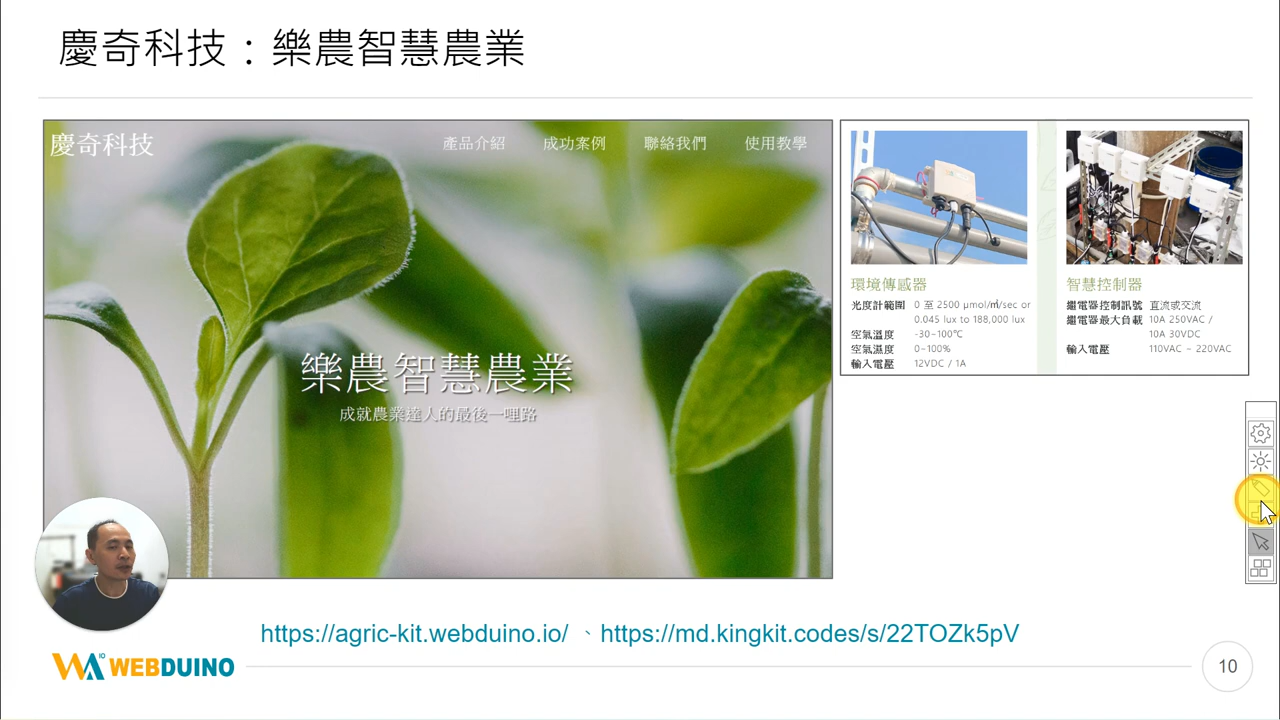 慶奇科技：樂農智慧農業
慶奇科技
產品介紹 成功案例 聯絡我們 使用教學
樂農智慧農業
成就農業達人的最後一哩路
環境傳感器
光度計範圍 0 至 2500 μmol/㎡/sec or
0.045 lux to 188,000 lux
空氣溫度 -30~100℃
空氣濕度 0~100%
輸入電壓 12VDC / 1A
智慧控制器
繼電器控制訊號 直流或交流
繼電器最大負載 10A 250VAC /
10A 30VDC
輸入電壓 110VAC ~ 220VAC
https://agric-kit.webduino.io/ 、https://md.kingkit.codes/s/22TOZk5pV
WEBDUINO
10